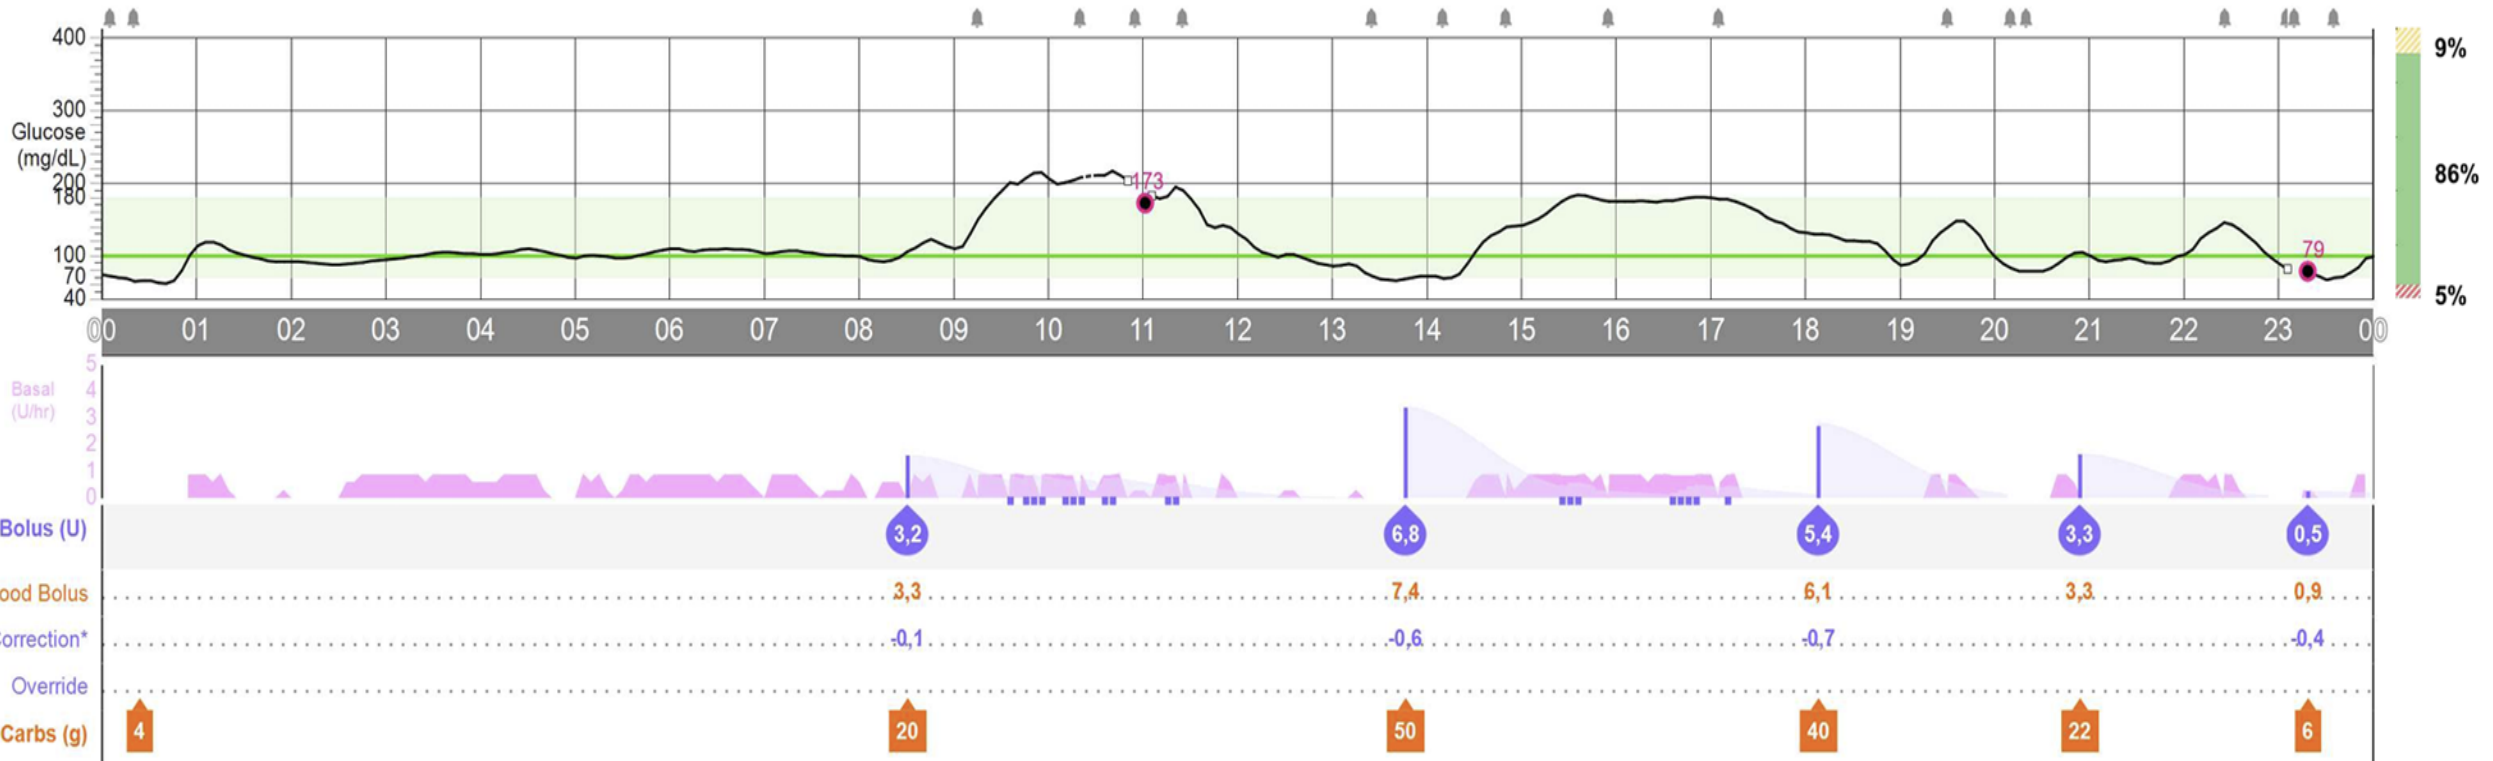 400
9%
300
Glucose
(mg/dL)
200
180
173
86%
100
70
40
79
5%
00 01 02 03 04 05 06 07 08 09 10 11 12 13 14 15 16 17 18 19 20 21 22 23 00
Basal
(U/hr)
5
4
3
2
1
0
Bolus (U) 3,2 6,8 5,4 3,3 0,5
ood Bolus 3,3 7,4 6,1 3,3 0,9
orrection* -0,1 -0,6 -0,7 -0,4
Override
Carbs (g) 4 20 50 40 22 6